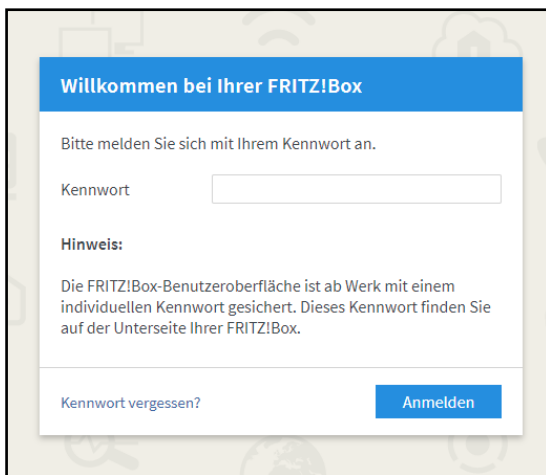 Willkommen bei Ihrer FRITZ!Box
Bitte melden Sie sich mit Ihrem Kennwort an.
Kennwort
Hinweis:
Die FRITZ!Box-Benutzeroberfläche ist ab Werk mit einem
individuellen Kennwort gesichert. Dieses Kennwort finden Sie
auf der Unterseite Ihrer FRITZ!Box.
Kennwort vergessen?
Anmelden